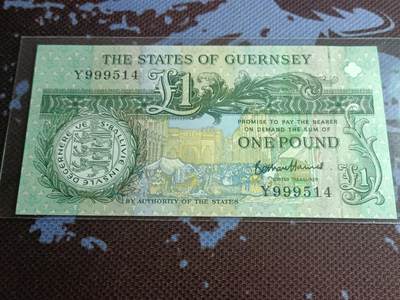 THE STATES OF GUERNSEY
Y999514
£1
PROMISE TO PAY THE BEARER
ON DEMAND THE SUM OF
ONE POUND
Y999514
£1
BY AUTHORITY OF THE STATES